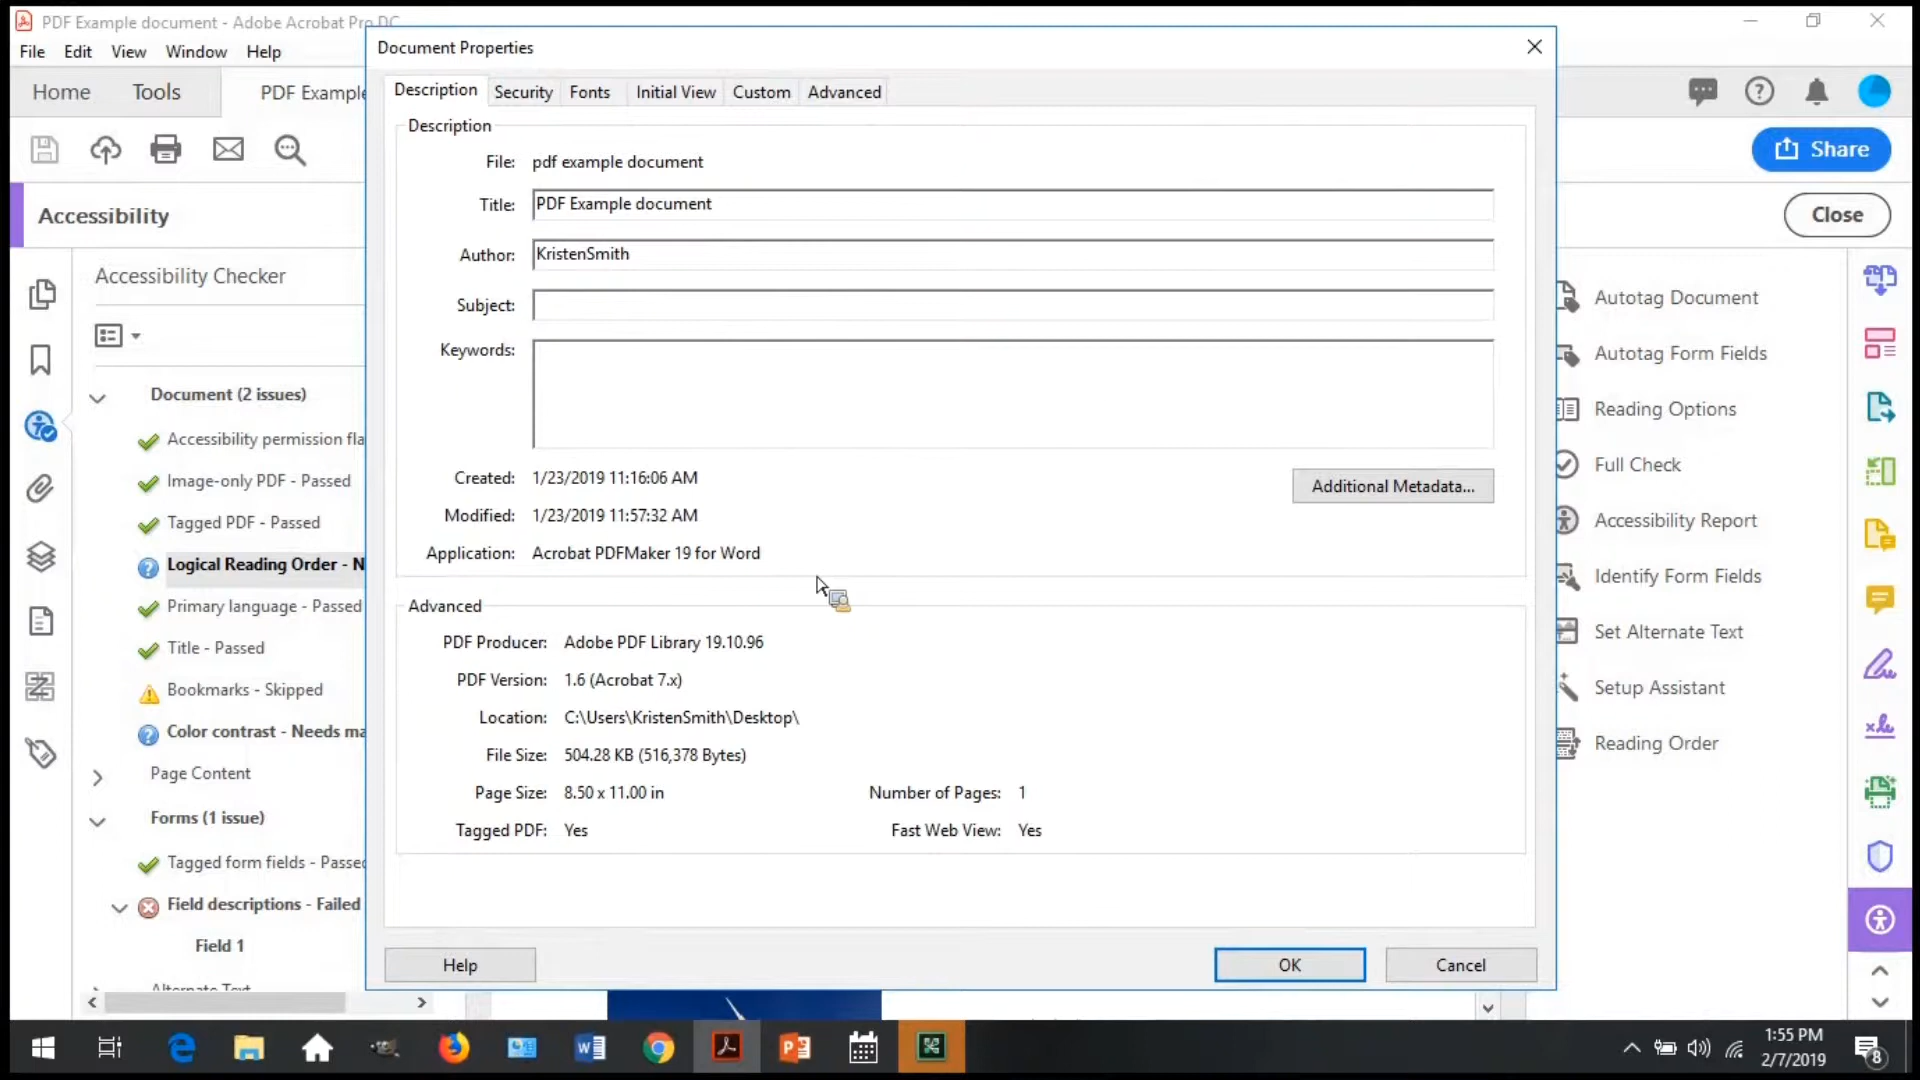 PDF Example document - Adobe Acrobat Pro DC
File Edit View Window Help
Home Tools PDF Example
Share
Accessibility
Close
Accessibility Checker
Document (2 issues)
Accessibility permission fla
Image-only PDF - Passed
Tagged PDF - Passed
Logical Reading Order - N
Primary language - Passed
Title - Passed
Bookmarks - Skipped
Color contrast - Needs ma
Page Content
Forms (1 issue)
Tagged form fields - Passed
Field descriptions - Failed
Field 1
Alternate Text
Document Properties
Description Security Fonts Initial View Custom Advanced
Description
File: pdf example document
Title: PDF Example document
Author: KristenSmith
Subject:
Keywords:
Created: 1/23/2019 11:16:06 AM
Additional Metadata...
Modified: 1/23/2019 11:57:32 AM
Application: Acrobat PDFMaker 19 for Word
Advanced
PDF Producer: Adobe PDF Library 19.10.96
PDF Version: 1.6 (Acrobat 7.x)
Location: C:\Users\KristenSmith\Desktop\
File Size: 504.28 KB (516,378 Bytes)
Page Size: 8.50 x 11.00 in Number of Pages: 1
Tagged PDF: Yes Fast Web View: Yes
Help OK Cancel
Autotag Document
Autotag Form Fields
Reading Options
Full Check
Accessibility Report
Identify Form Fields
Set Alternate Text
Setup Assistant
Reading Order
1:55 PM
2/7/2019
8